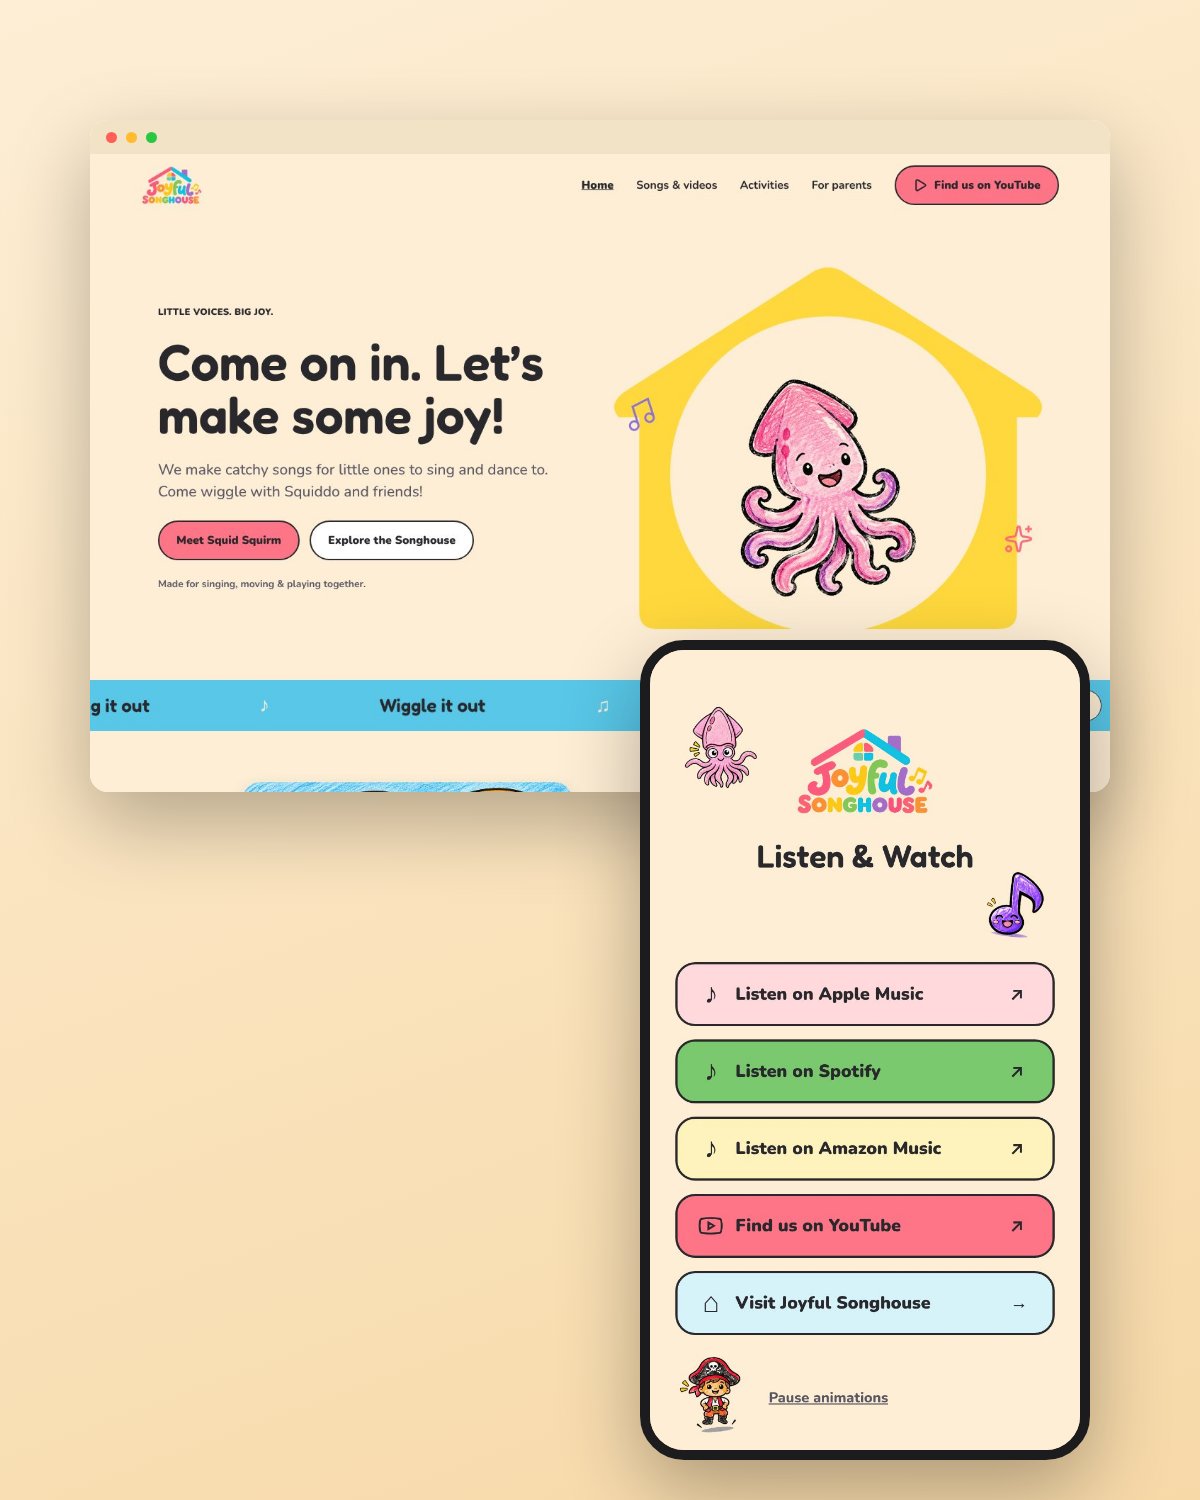 Joyful
SONGHOUSE
Home
Songs & videos
Activities
For parents
Find us on YouTube
LITTLE VOICES. BIG JOY.
Come on in. Let’s
make some joy!
We make catchy songs for little ones to sing and dance to.
Come wiggle with Squiddo and friends!
Meet Squid Squirm
Explore the Songhouse
Made for singing, moving & playing together.
g it out
Wiggle it out
Joyful
SONGHOUSE
Listen & Watch
Listen on Apple Music
Listen on Spotify
Listen on Amazon Music
Find us on YouTube
Visit Joyful Songhouse
Pause animations